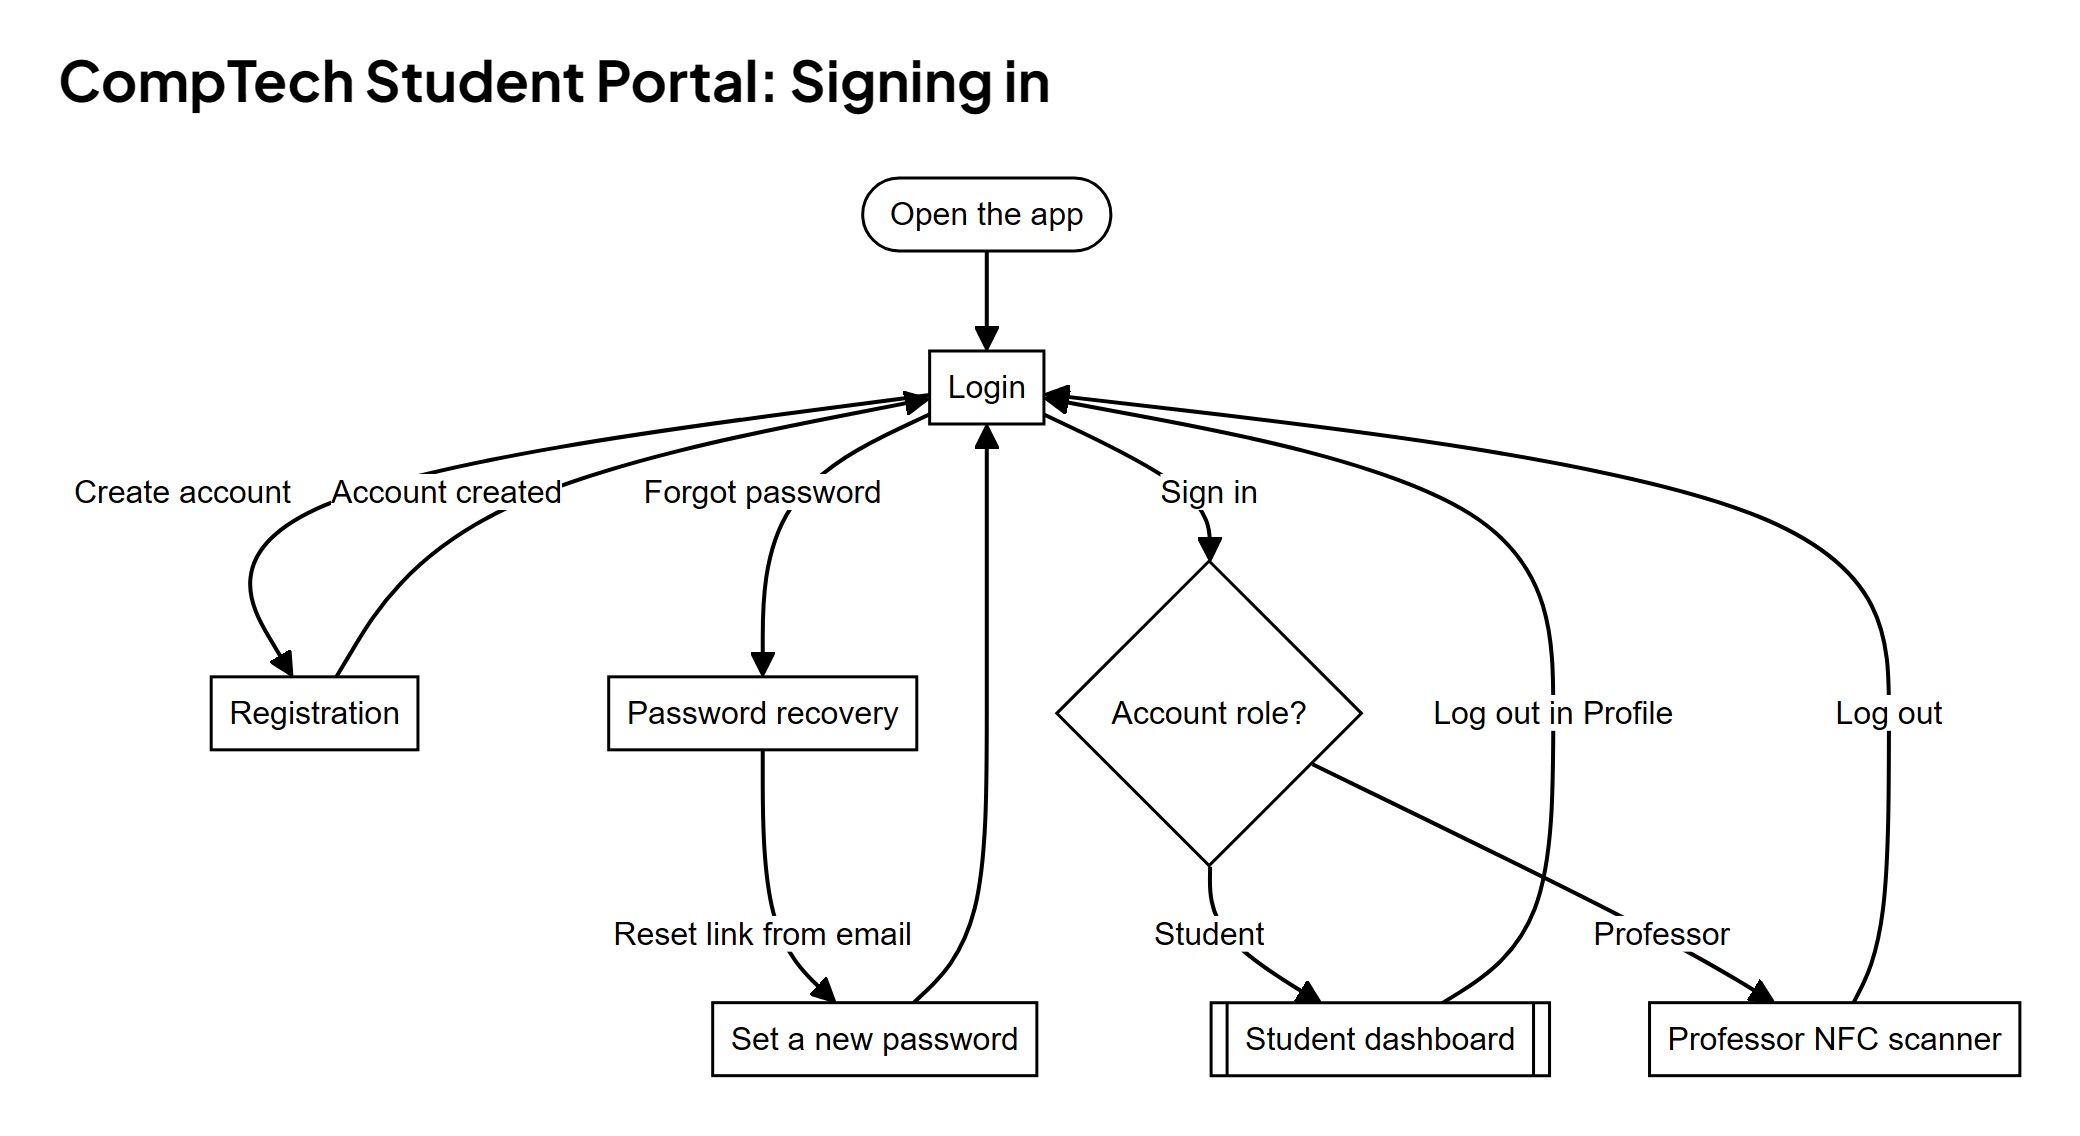 CompTech Student Portal: Signing in
Open the app
Login
Create account
Account created
Forgot password
Sign in
Registration
Password recovery
Account role?
Log out in Profile
Log out
Reset link from email
Student
Professor
Set a new password
Student dashboard
Professor NFC scanner